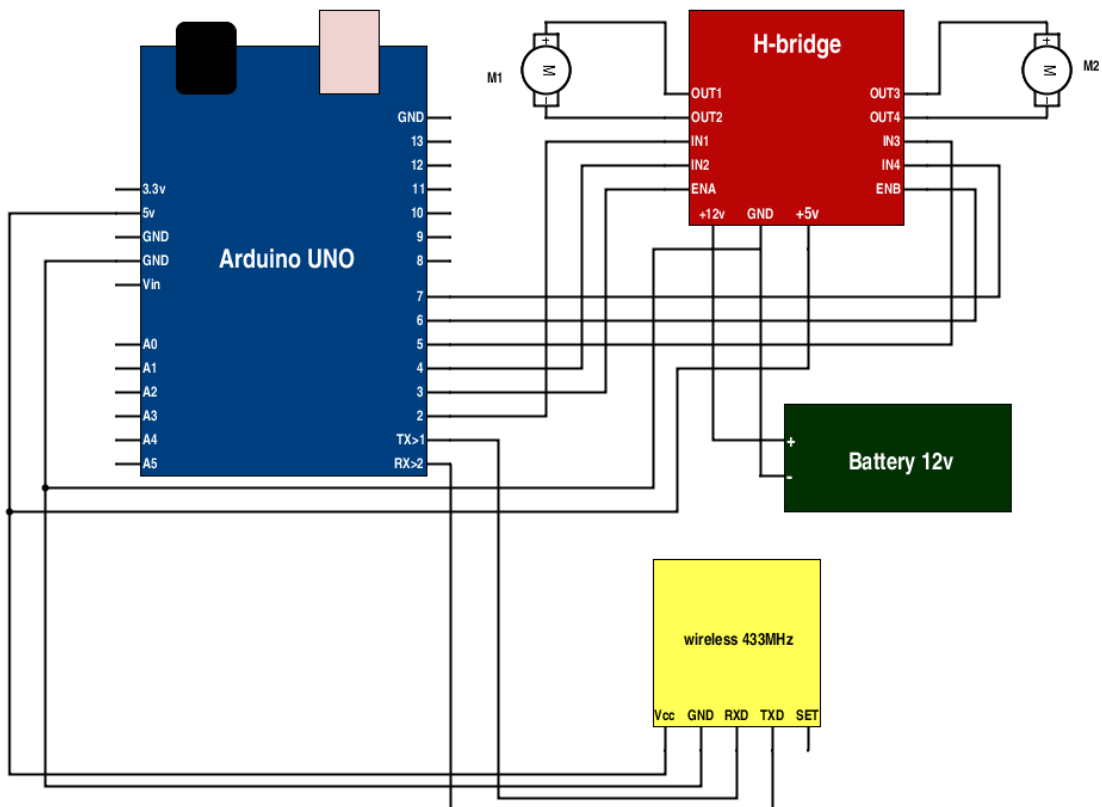 H-bridge
M1
M
+
-
OUT1
OUT2
IN1
IN2
ENA
OUT3
OUT4
IN3
IN4
ENB
+12v
GND
+5v
M
+
-
M2
Arduino UNO
3.3v
5v
GND
GND
Vin
A0
A1
A2
A3
A4
A5
GND
13
12
11
10
9
8
7
6
5
4
3
2
TX>1
RX>2
Battery 12v
+
-
wireless 433MHz
Vcc
GND
RXD
TXD
SET